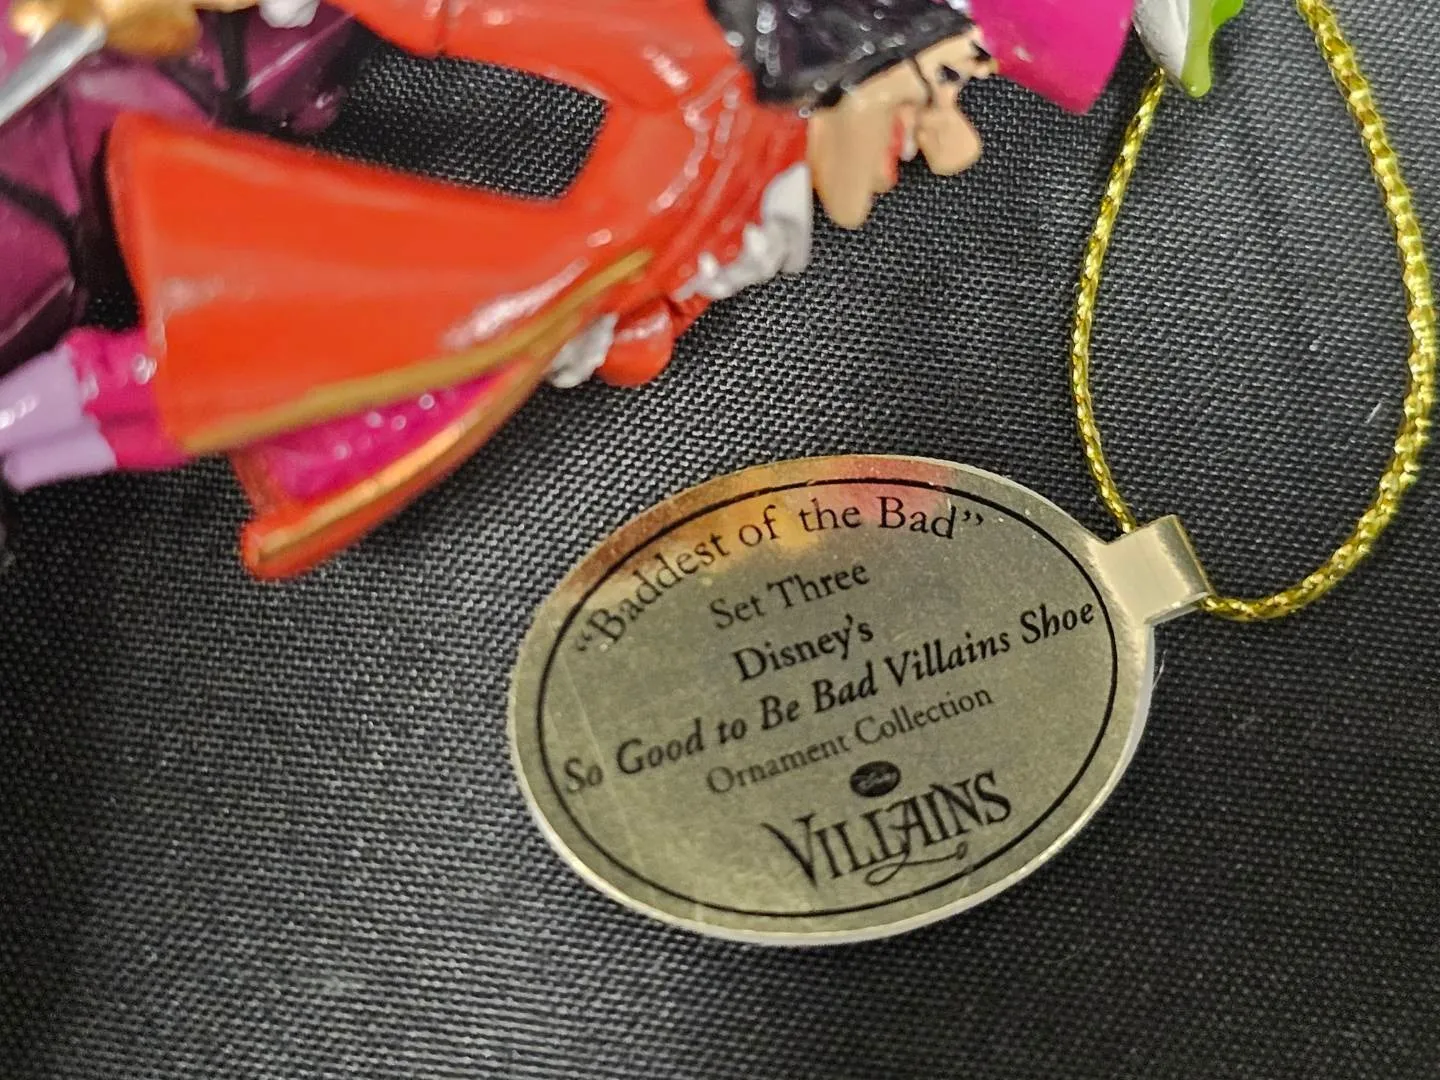 “Baddest of the Bad”
Set Three
Disney's
So Good to Be Bad Villains Shoe
Ornament Collection
VILLAINS